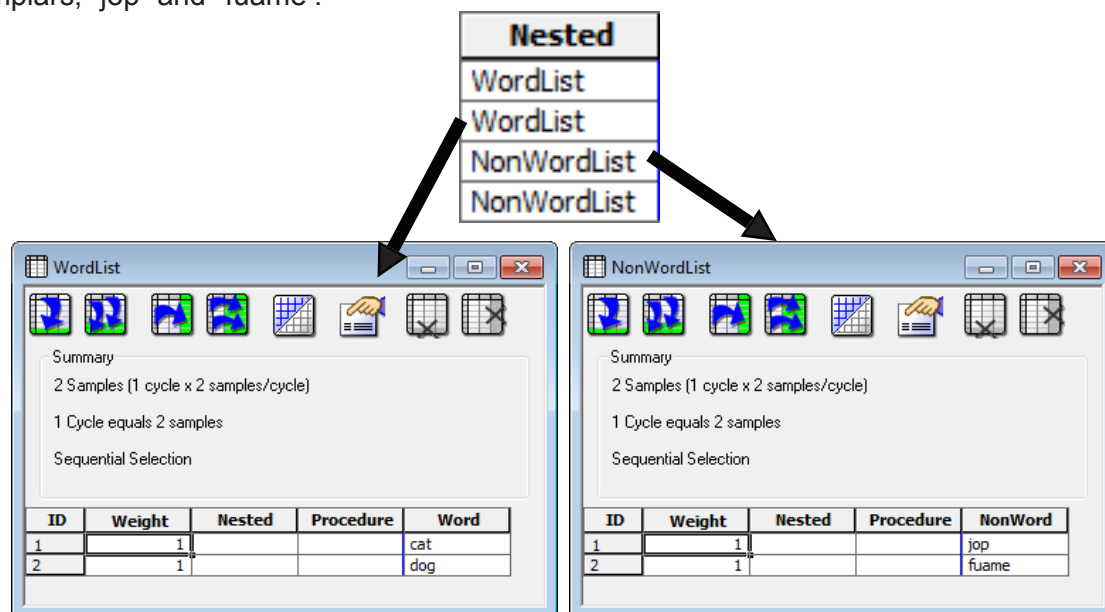 "jop" and "fuame".
Nested
WordList
WordList
NonWordList
NonWordList
WordList
Summary
2 Samples (1 cycle x 2 samples/cycle)
1 Cycle equals 2 samples
Sequential Selection
ID Weight Nested Procedure Word
1 1 cat
2 1 dog
NonWordList
Summary
2 Samples (1 cycle x 2 samples/cycle)
1 Cycle equals 2 samples
Sequential Selection
ID Weight Nested Procedure NonWord
1 1 jop
2 1 fuame